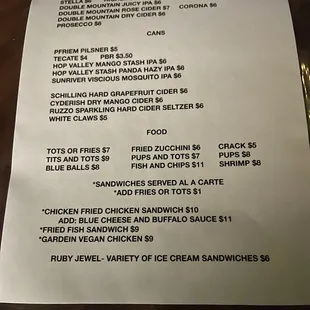 STELLA $6
DOUBLE MOUNTAIN JUICY IPA $6
DOUBLE MOUNTAIN ROSE CIDER $7 CORONA $6
DOUBLE MOUNTAIN DRY CIDER $6
PROSECCO $8
CANS
PFRIEM PILSNER $5
TECATE $4 PBR $3.50
HOP VALLEY MANGO STASH IPA $6
HOP VALLEY STASH PANDA HAZY IPA $6
SUNRIVER VISCIOUS MOSQUITO IPA $6
SCHILLING HARD GRAPEFRUIT CIDER $6
CYDERISH DRY MANGO CIDER $6
RUZZO SPARKLING HARD CIDER SELTZER $6
WHITE CLAWS $5
FOOD
TOTS OR FRIES $7 FRIED ZUCCHINI $6 CRACK $5
TITS AND TOTS $9 PUPS AND TOTS $7 PUPS $8
BLUE BALLS $8 FISH AND CHIPS $11 SHRIMP $8
*SANDWICHES SERVED AL A CARTE
*ADD FRIES OR TOTS $1
*CHICKEN FRIED CHICKEN SANDWICH $10
ADD: BLUE CHEESE AND BUFFALO SAUCE $11
*FRIED FISH SANDWICH $9
*GARDEIN VEGAN CHICKEN $9
RUBY JEWEL- VARIETY OF ICE CREAM SANDWICHES $6